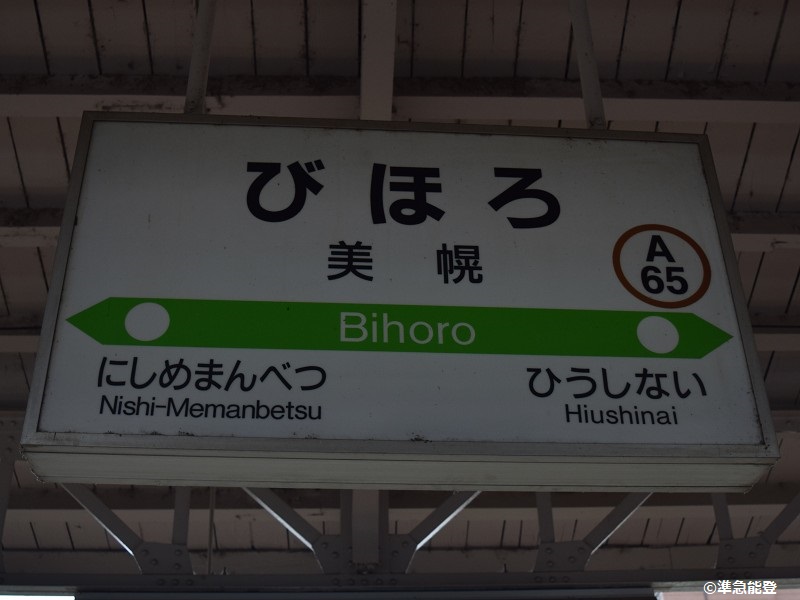 びほろ
美幌
A
65
Bihoro
にしめまんべつ
Nishi-Memanbetsu
ひうしない
Hiushinai
©準急能登